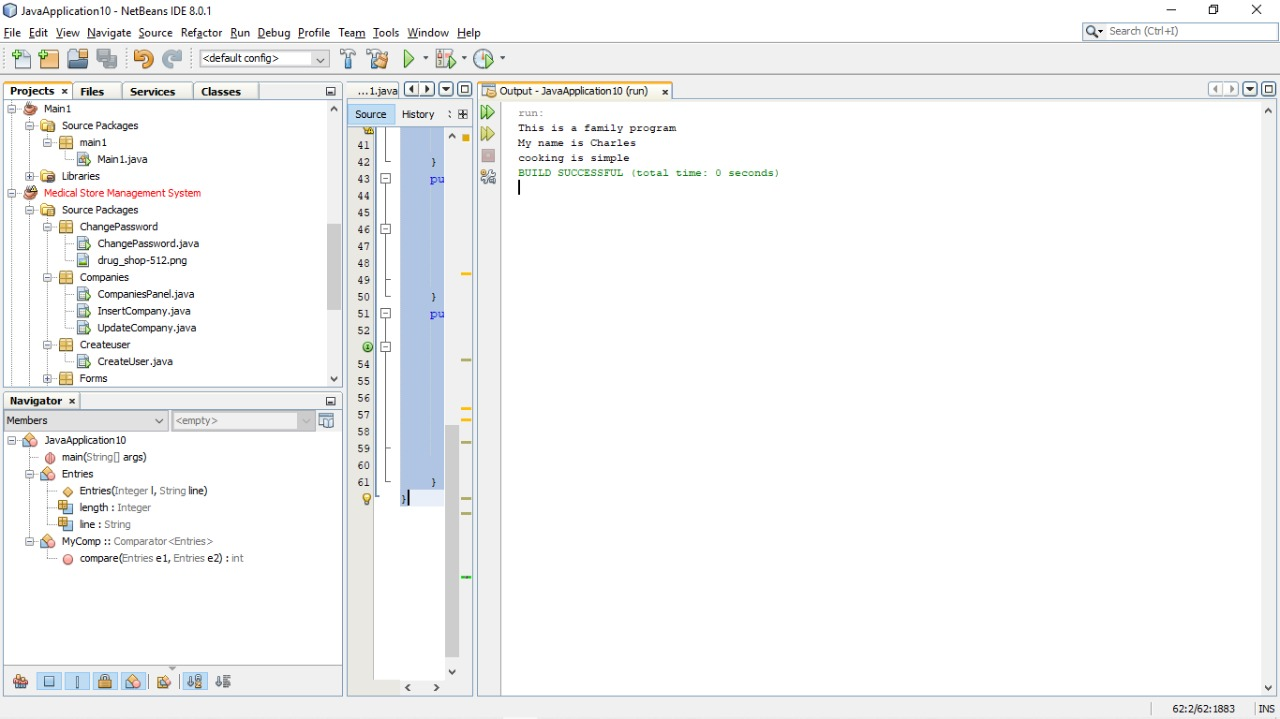 JavaApplication10 - NetBeans IDE 8.0.1
File Edit View Navigate Source Refactor Run Debug Profile Team Tools Window Help
Search (Ctrl+I)
<default config>
Projects Files Services Classes
Main1
Source Packages
main1
Main1.java
Libraries
Medical Store Management System
Source Packages
ChangePassword
ChangePassword.java
drug_shop-512.png
Companies
CompaniesPanel.java
InsertCompany.java
UpdateCompany.java
Createuser
CreateUser.java
Forms
Navigator
Members
<empty>
JavaApplication10
main(String[] args)
Entries
Entries(Integer l, String line)
length : Integer
line : String
MyComp :: Comparator<Entries>
compare(Entries e1, Entries e2) : int
...1.java
Source History
41
42 }
43 pu
44
45
46
47
48
49
50 }
51 pu
52
54
55
56
57
58
59
60
61 }
}
Output - JavaApplication10 (run)
run:
This is a family program
My name is Charles
cooking is simple
BUILD SUCCESSFUL (total time: 0 seconds)
62:2/62:1883 INS